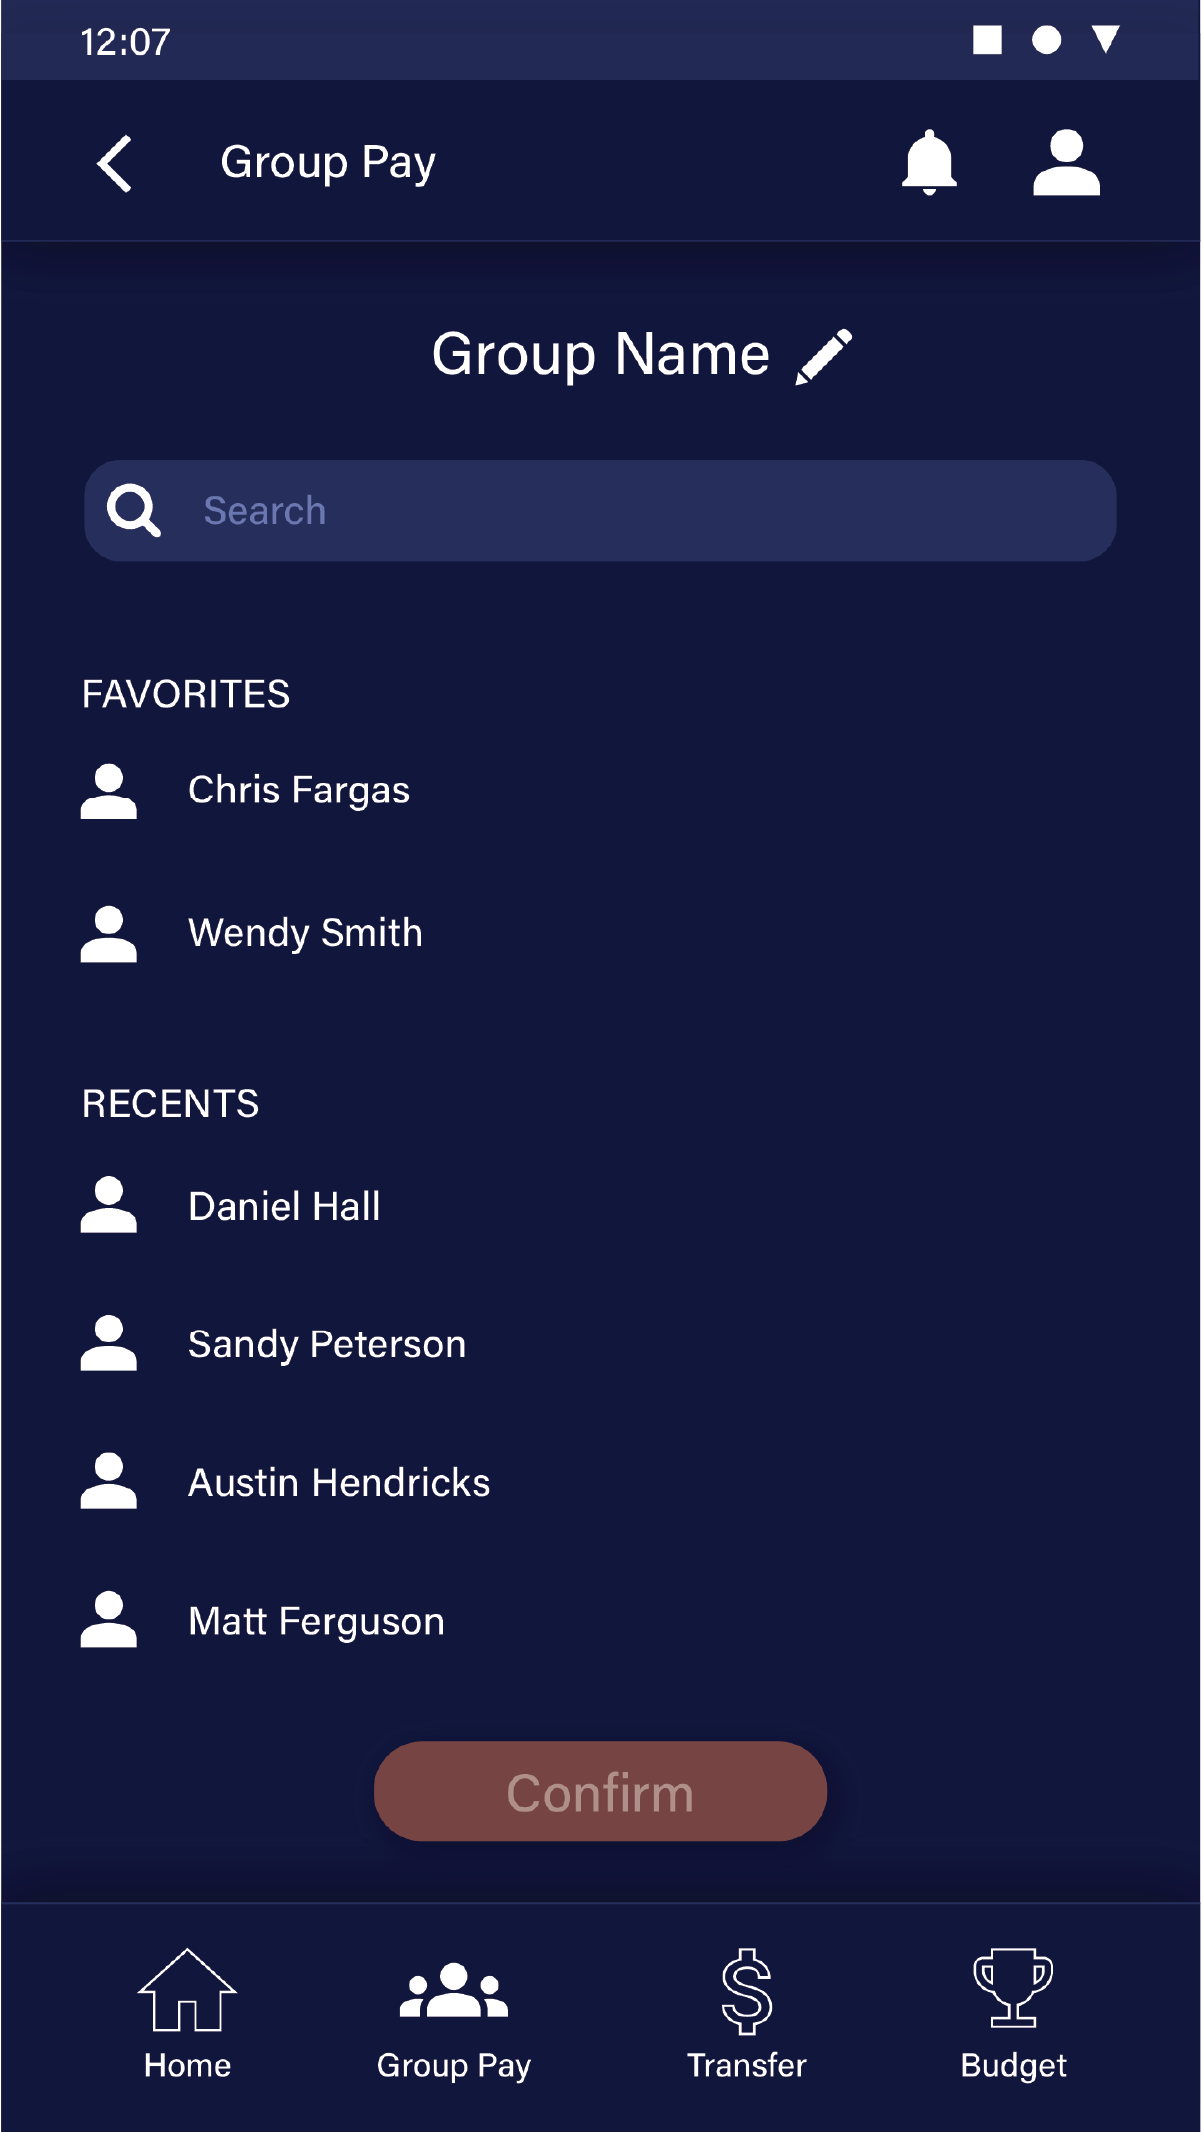 12:07
Group Pay
Group Name
Search
FAVORITES
Chris Fargas
Wendy Smith
RECENTS
Daniel Hall
Sandy Peterson
Austin Hendricks
Matt Ferguson
Confirm
Home
Group Pay
Transfer
Budget